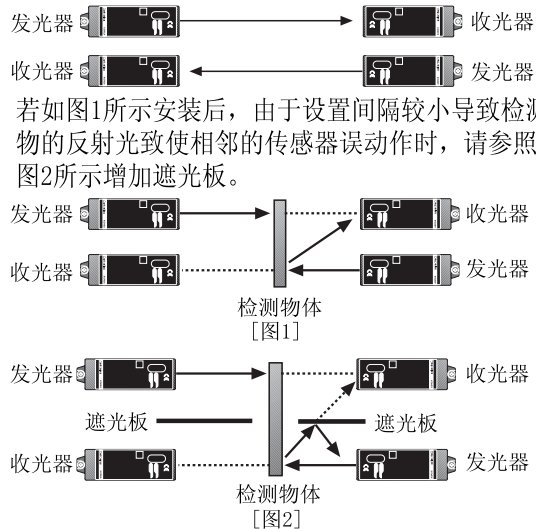 发光器 收光器
收光器 发光器
若如图1所示安装后，由于设置间隔较小导致检测
物的反射光致使相邻的传感器误动作时，请参照
图2所示增加遮光板。
发光器 收光器
收光器 发光器
检测物体
[图1]
发光器 收光器
遮光板 遮光板
收光器 发光器
检测物体
[图2]